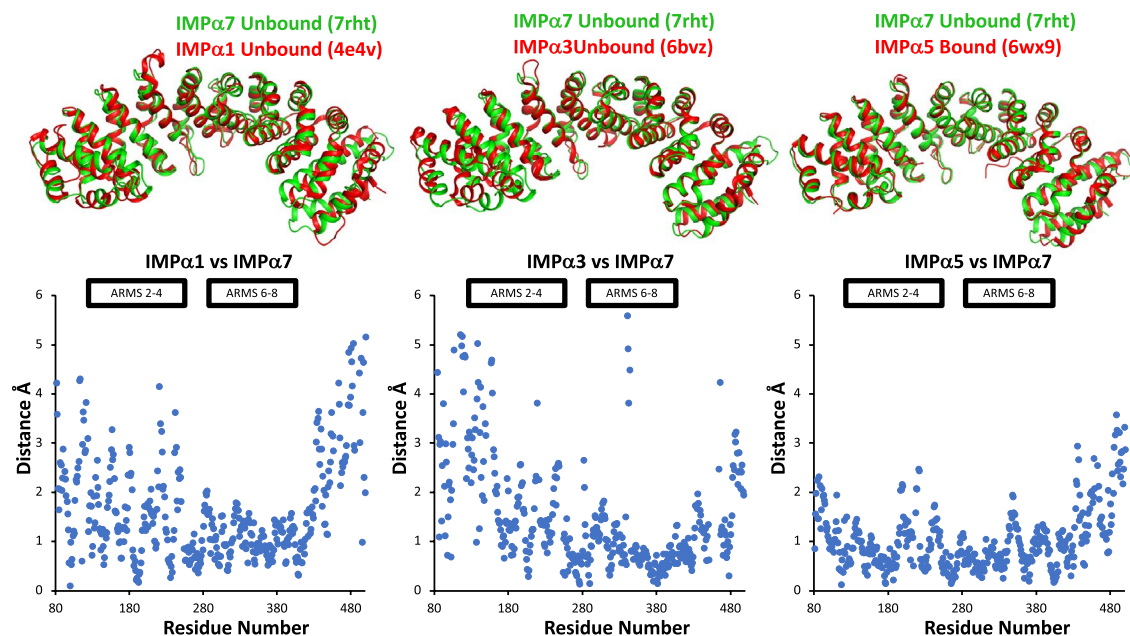 IMPα7 Unbound (7rht)
IMPα1 Unbound (4e4v)
IMPα7 Unbound (7rht)
IMPα3Unbound (6bvz)
IMPα7 Unbound (7rht)
IMPα5 Bound (6wx9)
IMPα1 vs IMPα7
ARMS 2-4
ARMS 6-8
Distance Å
6
5
4
3
2
1
0
80
180
280
380
480
Residue Number
IMPα3 vs IMPα7
ARMS 2-4
ARMS 6-8
Distance Å
6
5
4
3
2
1
0
80
180
280
380
480
Residue Number
IMPα5 vs IMPα7
ARMS 2-4
ARMS 6-8
Distance Å
6
5
4
3
2
1
0
80
180
280
380
480
Residue Number